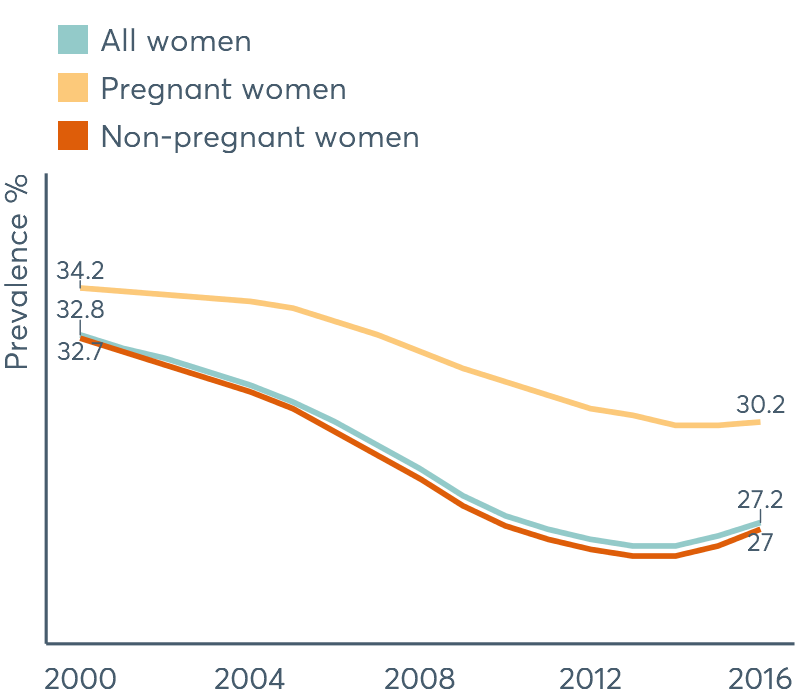 All women
Pregnant women
Non-pregnant women
Prevalence %
34.2
32.8
32.7
30.2
27.2
27
2000 2004 2008 2012 2016